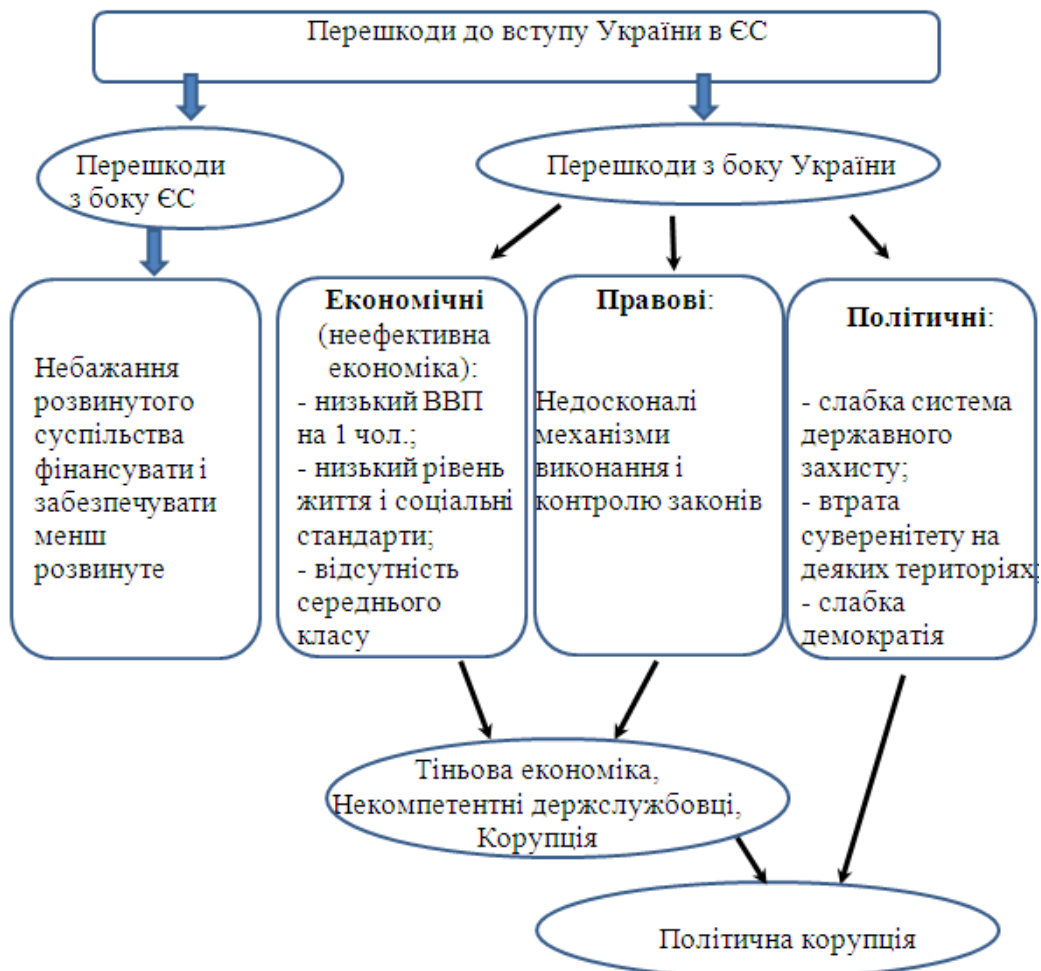 Перешкоди до вступу України в ЄС
Перешкоди
з боку ЄС
Перешкоди з боку України
Небажання
розвинутого
суспільства
фінансувати і
забезпечувати
менш
розвинуте
Економічні
(неефективна
економіка):
- низький ВВП
на 1 чол.;
- низький рівень
життя і соціальні
стандарти;
- відсутність
середнього
класу
Правові:
Недосконалі
механізми
виконання і
контролю законів
Політичні:
- слабка система
державного
захисту;
- втрата
суверенітету на
деяких територіях;
- слабка
демократія
Тіньова економіка,
Некомпетентні держслужбовці,
Корупція
Політична корупція